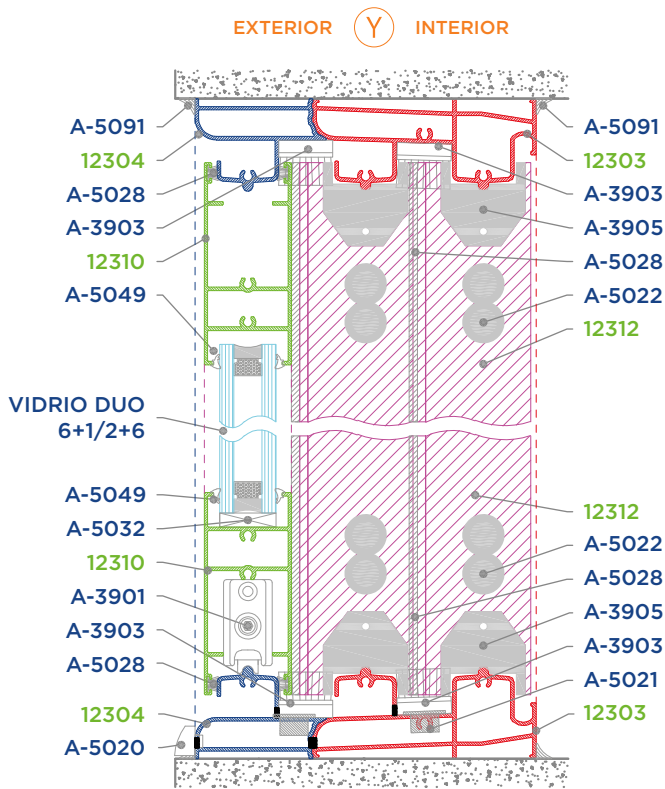 EXTERIOR Y INTERIOR
A-5091
12304
A-5028
A-3903
12310
A-5049
VIDRIO DUO
6+1/2+6
A-5049
A-5032
12310
A-3901
A-3903
A-5028
12304
A-5020
A-5091
12303
A-3903
A-3905
A-5028
A-5022
12312
12312
A-5022
A-5028
A-3905
A-3903
A-5021
12303